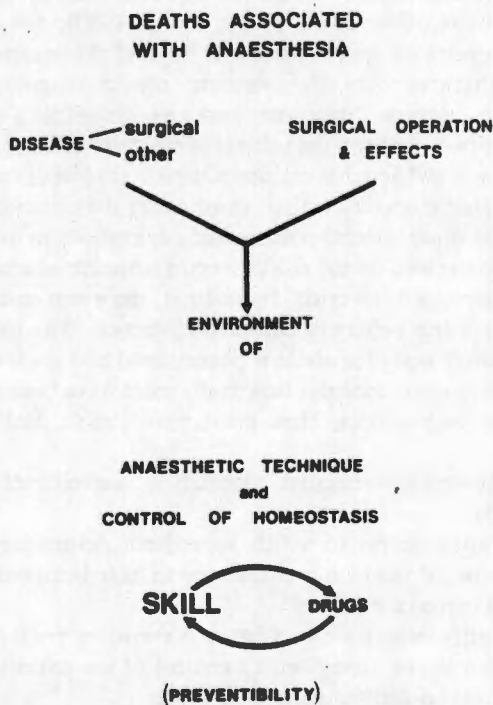 DEATHS ASSOCIATED
WITH ANAESTHESIA
DISEASE
surgical
other
SURGICAL OPERATION
& EFFECTS
ENVIRONMENT
OF
ANAESTHETIC TECHNIQUE
and
CONTROL OF HOMEOSTASIS
SKILL
DRUGS
(PREVENTIBILITY)